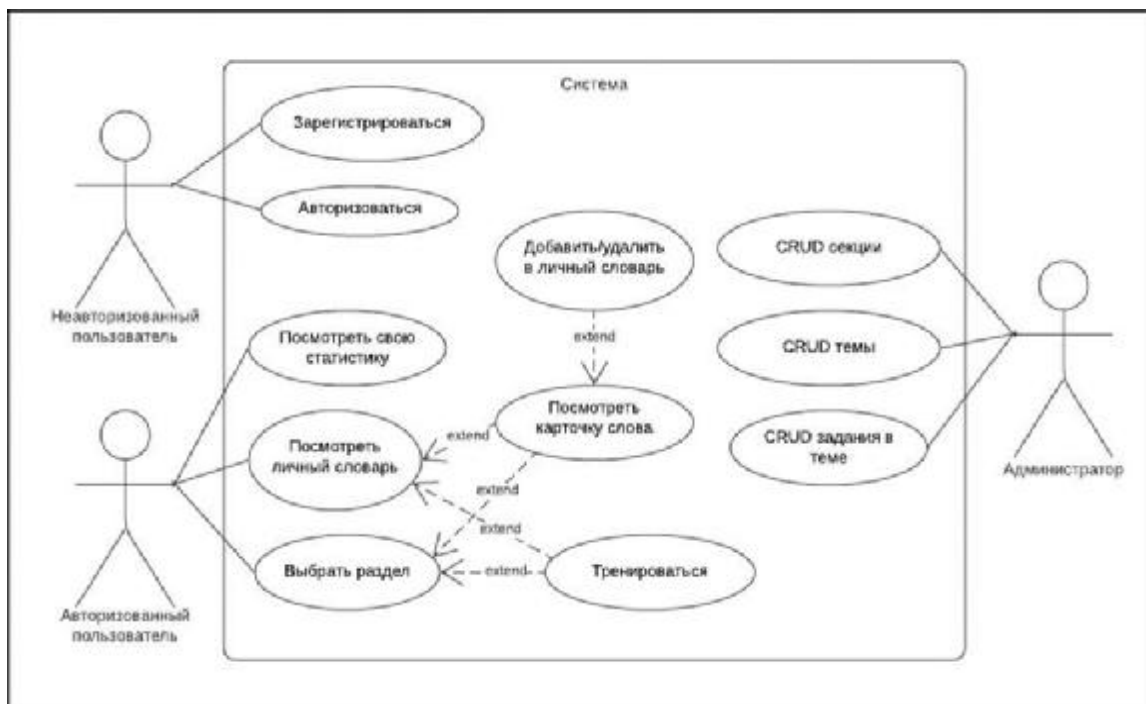 Система
Зарегистрироваться
Авторизоваться
Неавторизованный
пользователь
Добавить/удалить
в личный словарь
CRUD секции
extend
Посмотреть свою
статистику
CRUD темы
Посмотреть
карточку слова
extend
Посмотреть
личный словарь
CRUD задания в
теме
Администратор
extend
extend
Выбрать раздел
extend
Тренироваться
Авторизованный
пользователь